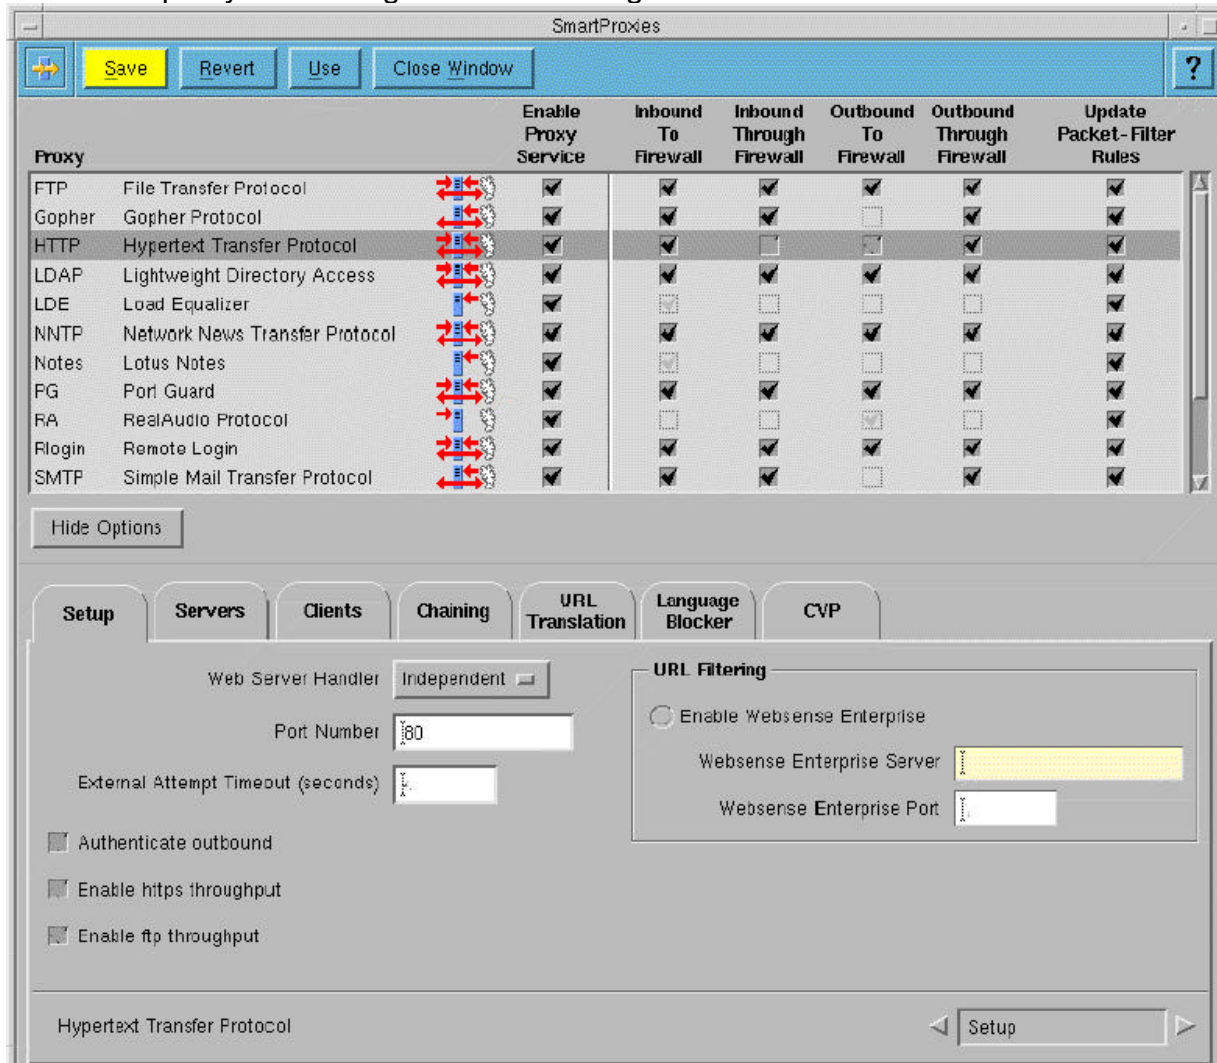 SmartProxies
Save Revert Use Close Window ?
Proxy Enable Proxy Service Inbound To Firewall Inbound Through Firewall Outbound To Firewall Outbound Through Firewall Update Packet-Filter Rules
FTP File Transfer Protocol
Gopher Gopher Protocol
HTTP Hypertext Transfer Protocol
LDAP Lightweight Directory Access
LDE Load Equalizer
NNTP Network News Transfer Protocol
Notes Lotus Notes
PG Port Guard
RA RealAudio Protocol
Rlogin Remote Login
SMTP Simple Mail Transfer Protocol
Hide Options
Setup Servers Clients Chaining URL Translation Language Blocker CVP
Web Server Handler Independent
Port Number 80
External Attempt Timeout (seconds)
Authenticate outbound
Enable https throughput
Enable ftp throughput
URL Filtering
Enable Websense Enterprise
Websense Enterprise Server
Websense Enterprise Port
Hypertext Transfer Protocol Setup